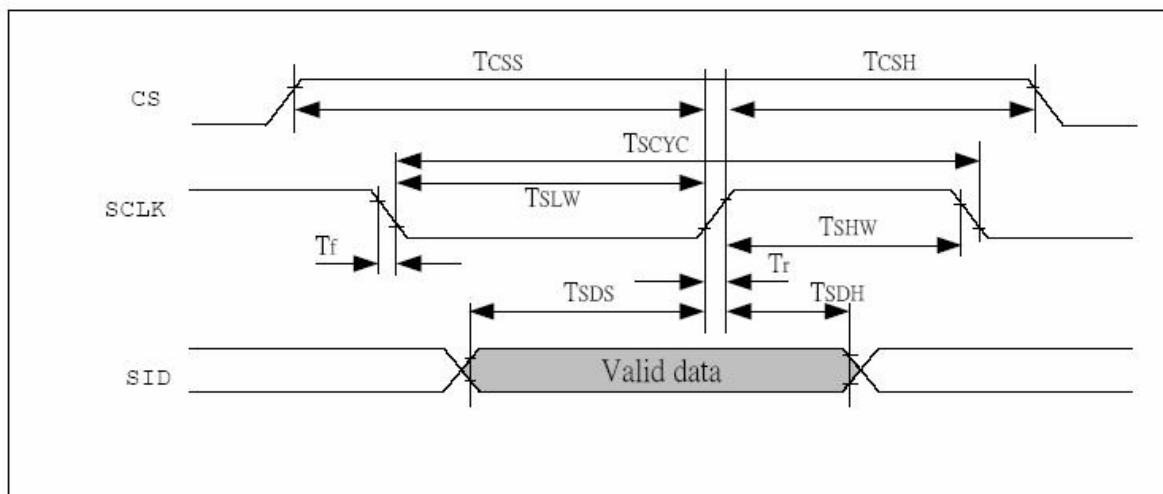 TCSS
TCSH
CS
TSCYC
TSLW
SCLK
TSHW
Tf
Tr
TSDS
TSDH
SID
Valid data